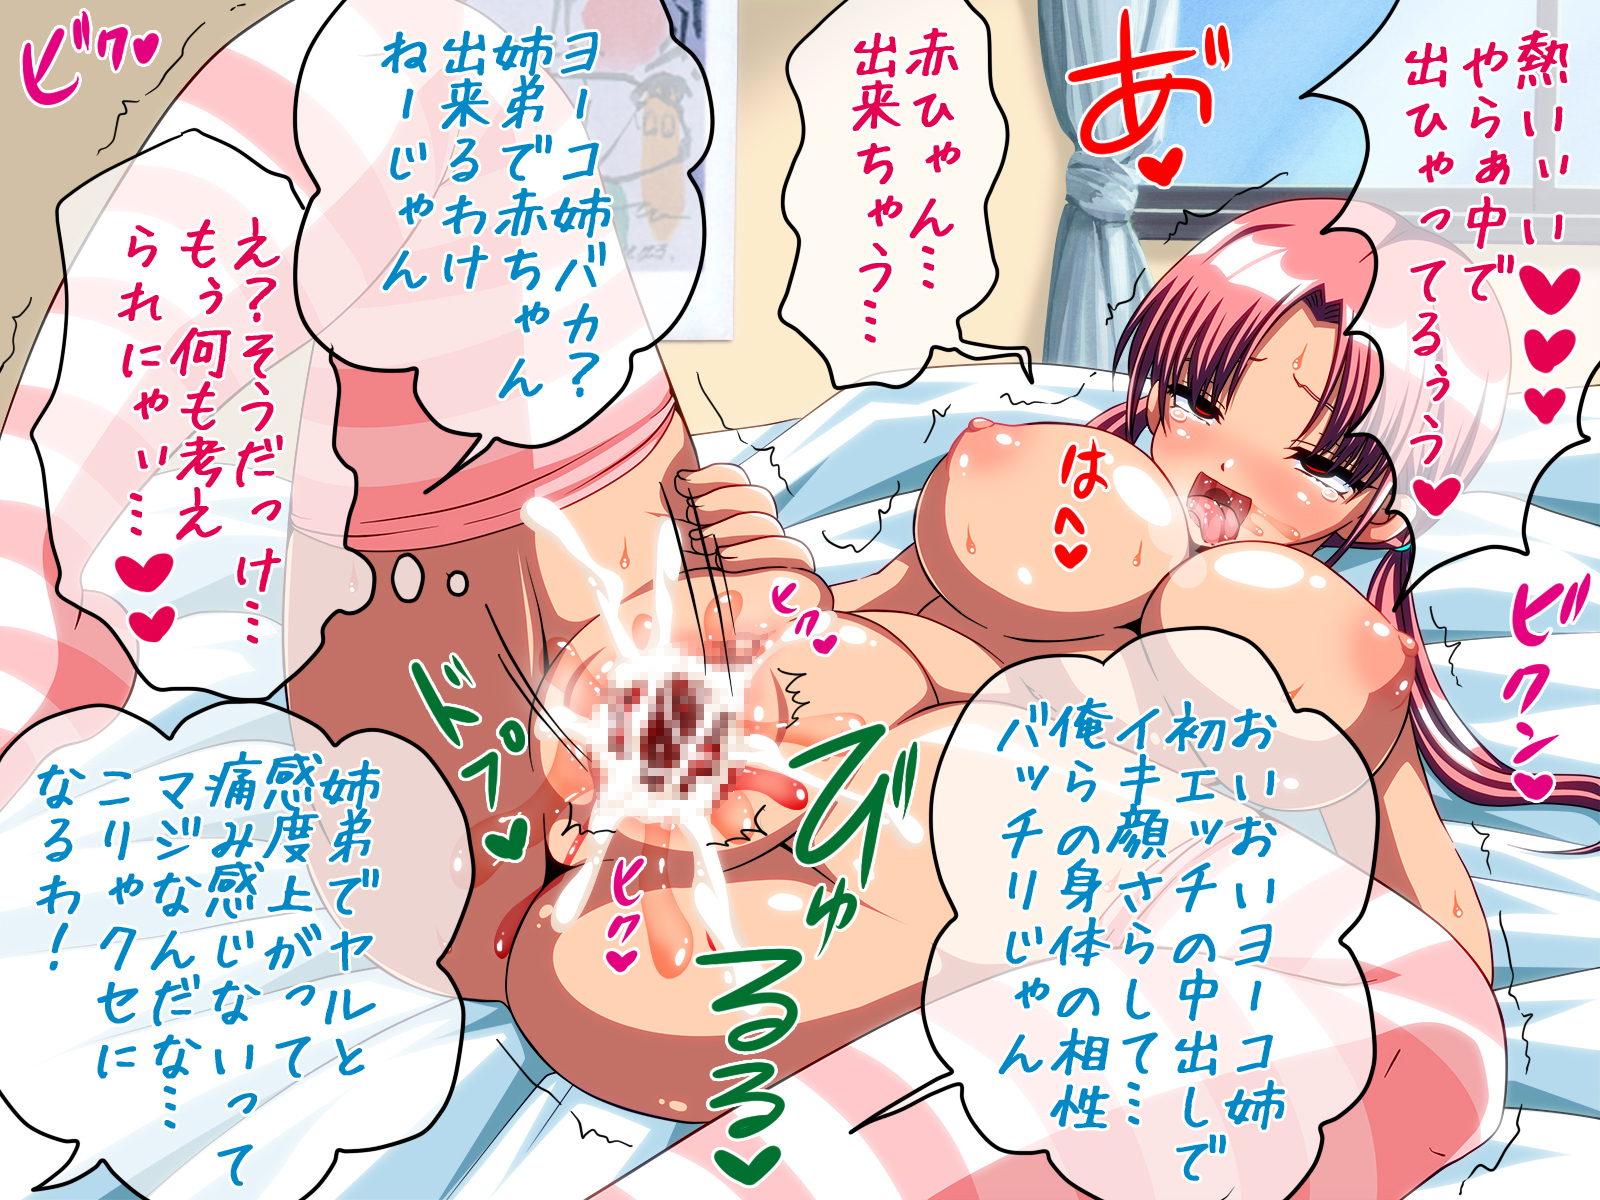 熱いぃい♥♥♥
やらぁ中で
出ひゃってるぅう♥
あ゛♥
赤ひゃん…
出来ちゃう…
ヨーコ姉バカ?
姉弟で赤ちゃん
出来るわけ
ねーじゃん
ビク♥
え?そうだっけ…
もぅ何も考え
られにゃぃ…♥♥
はへ♥
ビクン♥
ヒク♥
ドプ♥
びゅ
るるる♥
ヒク♥
おいおいヨーコ姉
初エッチの中出しで
イキ顔さらして…
俺らの身体の相性
バッチリじゃん
姉弟でヤルと
感度上がって
痛み感じないって
マジなんだな…
こりゃクセに
なるわ!